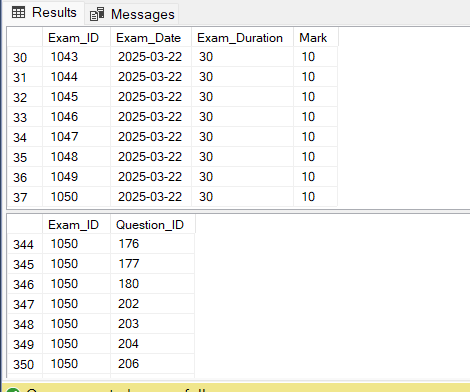 Results Messages
Exam_ID Exam_Date Exam_Duration Mark
30 1043 2025-03-22 30 10
31 1044 2025-03-22 30 10
32 1045 2025-03-22 30 10
33 1046 2025-03-22 30 10
34 1047 2025-03-22 30 10
35 1048 2025-03-22 30 10
36 1049 2025-03-22 30 10
37 1050 2025-03-22 30 10
Exam_ID Question_ID
344 1050 176
345 1050 177
346 1050 180
347 1050 202
348 1050 203
349 1050 204
350 1050 206